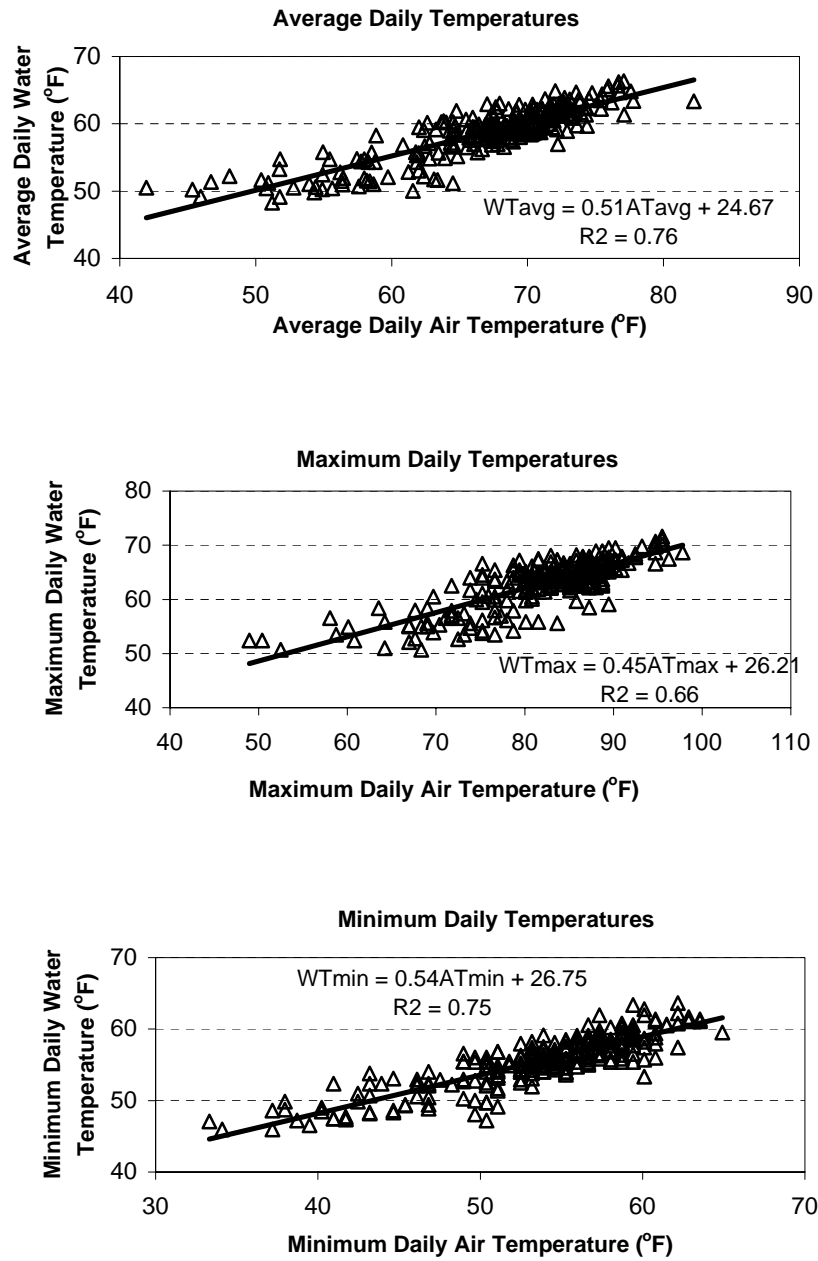 Average Daily Temperatures
70
60
50
40
Average Daily Water
Temperature (°F)
WTavg = 0.51ATavg + 24.67
R2 = 0.76
40 50 60 70 80 90
Average Daily Air Temperature (°F)
Maximum Daily Temperatures
80
70
60
50
40
Maximum Daily Water
Temperature (°F)
WTmax = 0.45ATmax + 26.21
R2 = 0.66
40 50 60 70 80 90 100 110
Maximum Daily Air Temperature (°F)
Minimum Daily Temperatures
70
60
50
40
Minimum Daily Water
Temperature (°F)
WTmin = 0.54ATmin + 26.75
R2 = 0.75
30 40 50 60 70
Minimum Daily Air Temperature (°F)